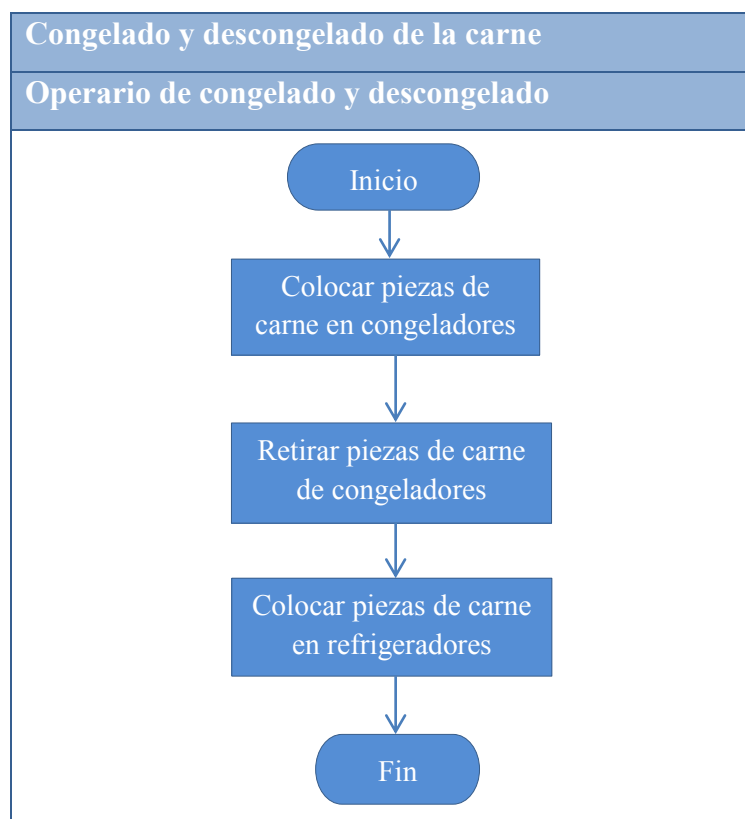 Congelado y descongelado de la carne
Operario de congelado y descongelado
Inicio
Colocar piezas de
carne en congeladores
Retirar piezas de carne
de congeladores
Colocar piezas de carne
en refrigeradores
Fin